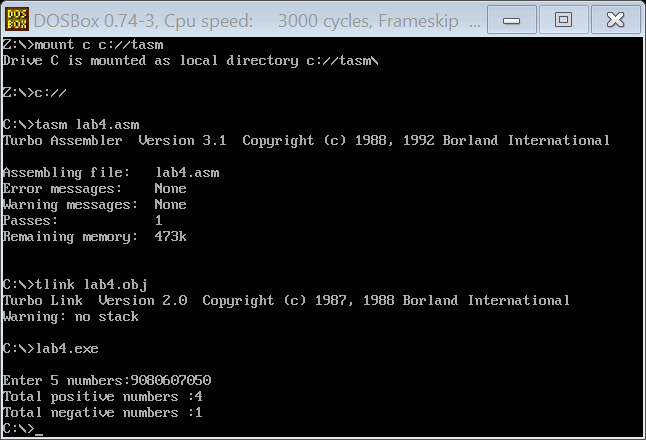 DOS BOX
DOSBox 0.74-3, Cpu speed:    3000 cycles, Frameskip  ...
Z:\>mount c c://tasm
Drive C is mounted as local directory c://tasm\
Z:\>c://
C:\>tasm lab4.asm
Turbo Assembler  Version 3.1  Copyright (c) 1988, 1992 Borland International
Assembling file:   lab4.asm
Error messages:    None
Warning messages:  None
Passes:            1
Remaining memory:  473k
C:\>tlink lab4.obj
Turbo Link  Version 2.0  Copyright (c) 1987, 1988 Borland International
Warning: no stack
C:\>lab4.exe
Enter 5 numbers:9080607050
Total positive numbers :4
Total negative numbers :1
C:\>_